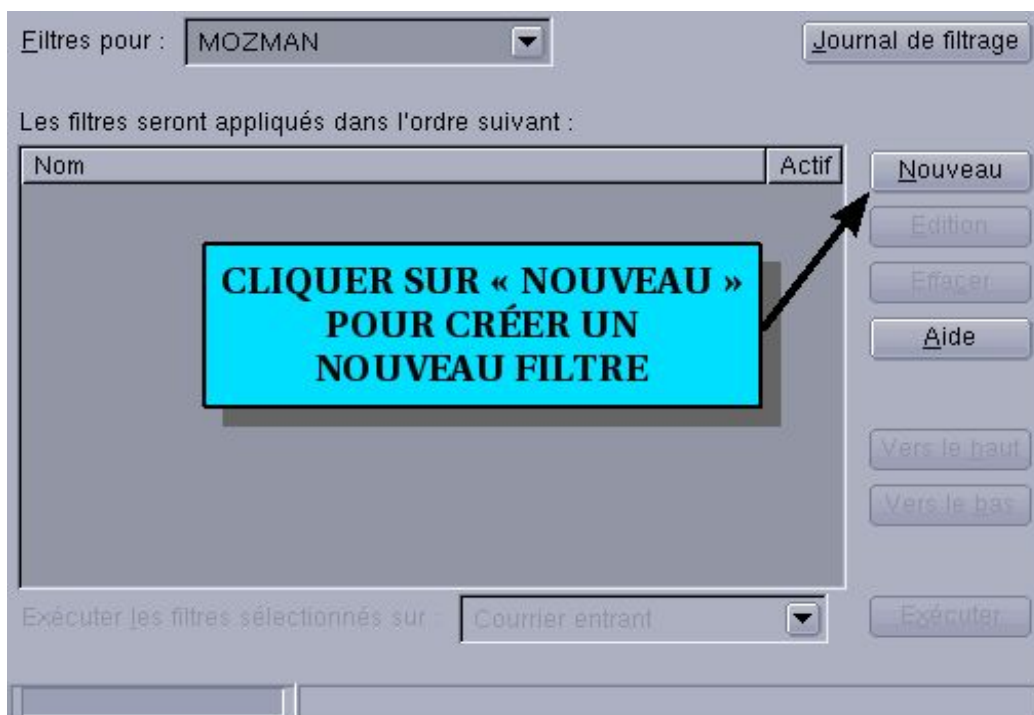 Filtres pour : MOZMAN Journal de filtrage
Les filtres seront appliqués dans l'ordre suivant :
Nom Actif Nouveau
Edition
CLIQUER SUR « NOUVEAU »
POUR CRÉER UN
NOUVEAU FILTRE
Effacer
Aide
Vers le haut
Vers le bas
Exécuter les filtres sélectionnés sur : Courrier entrant Exécuter